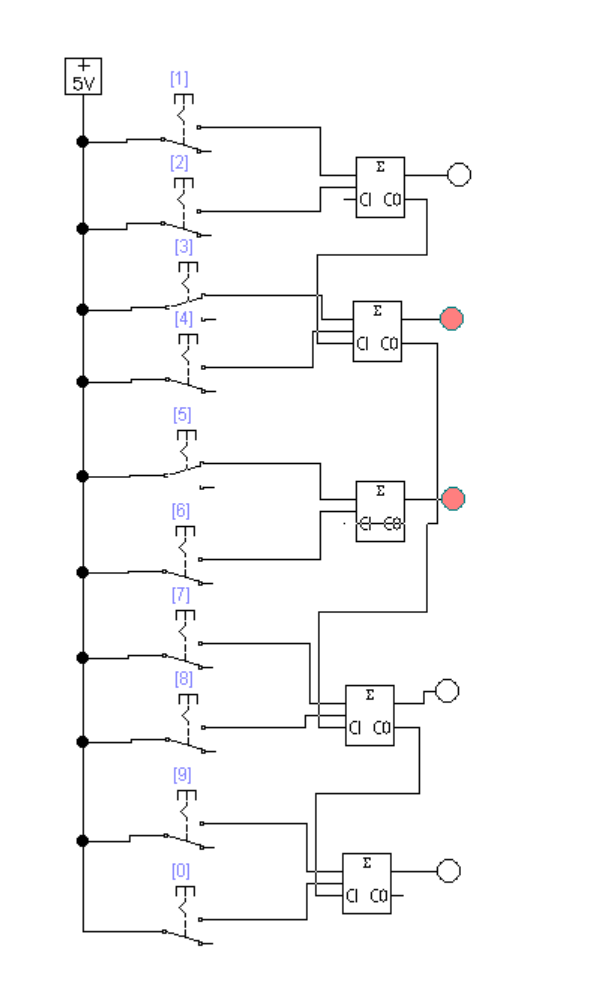 +
5V
[1]
[2]
Σ
CI CO
[3]
[4]
Σ
CI CO
[5]
[6]
Σ
CI CO
[7]
[8]
Σ
CI CO
[9]
[0]
Σ
CI CO